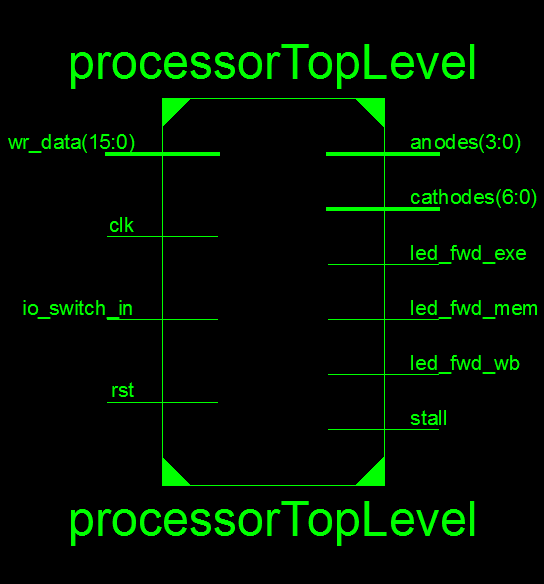 processorTopLevel
wr_data(15:0)
anodes(3:0)
cathodes(6:0)
clk
led_fwd_exe
io_switch_in
led_fwd_mem
led_fwd_wb
rst
stall
processorTopLevel